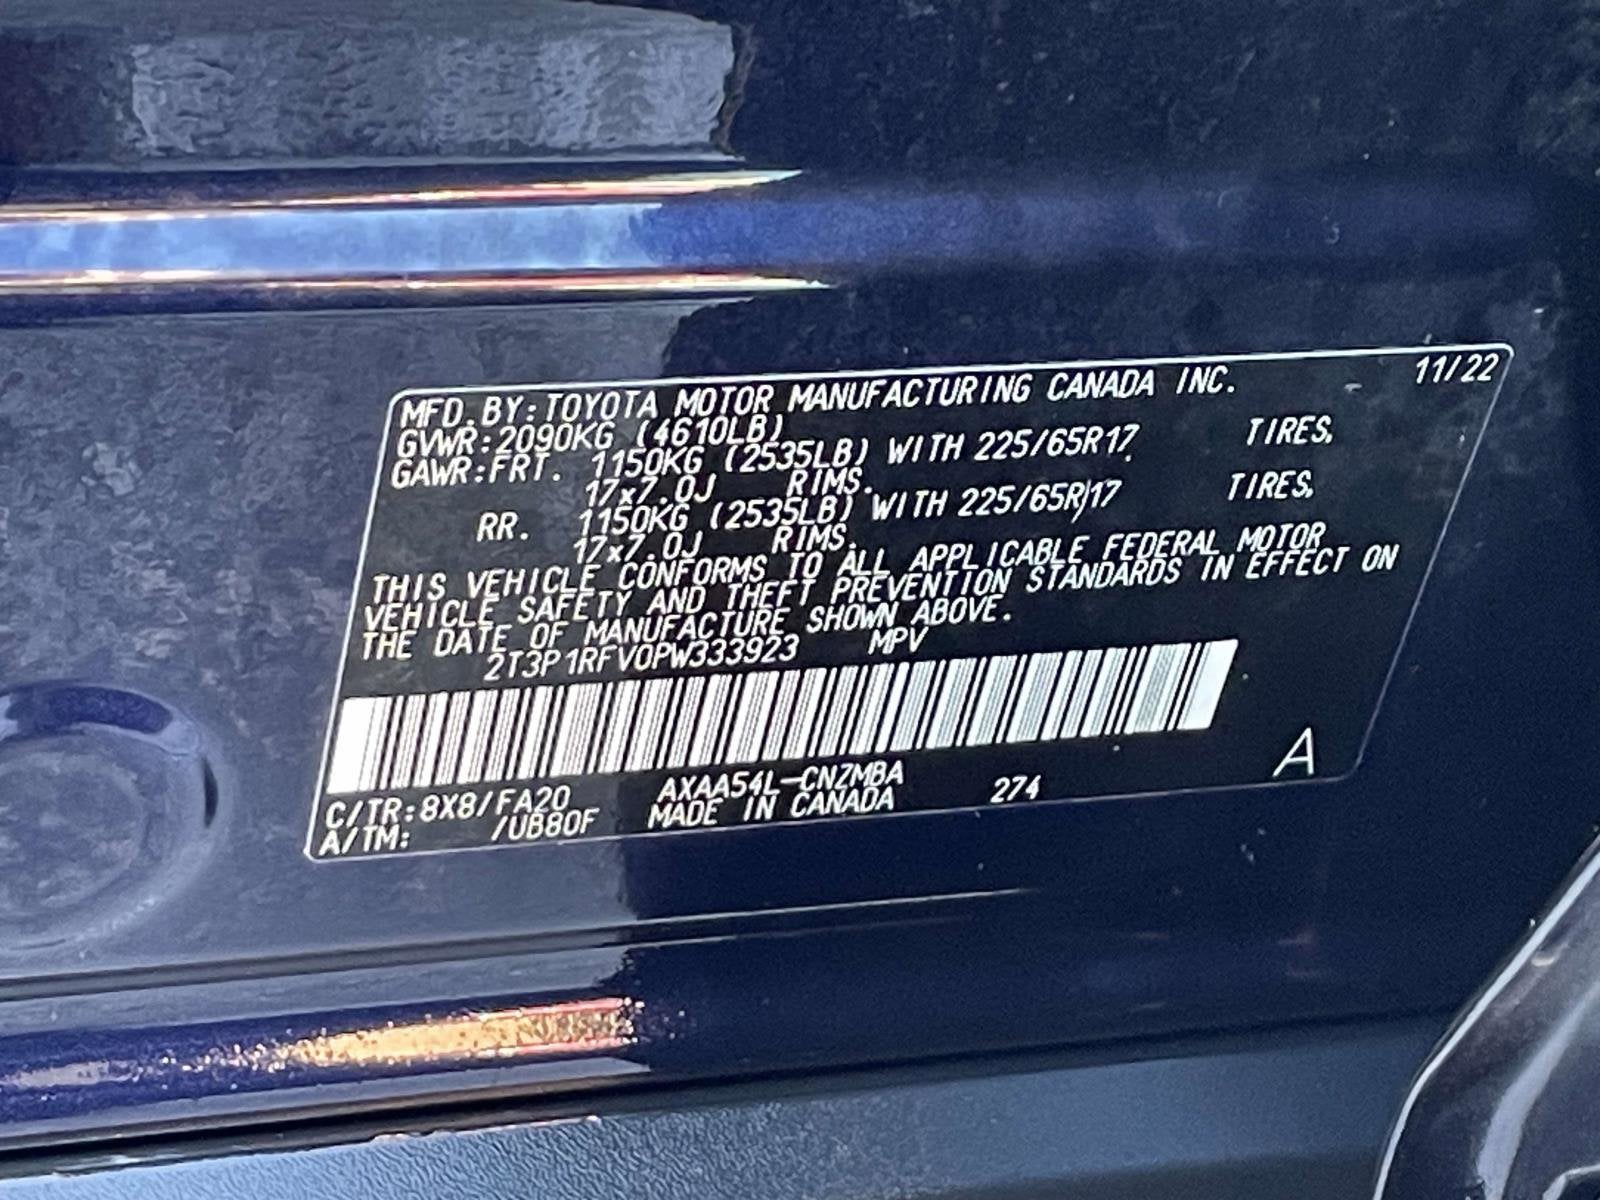 MFD. BY: TOYOTA MOTOR MANUFACTURING CANADA INC. 11/22
GVWR: 2090KG (4610LB)
GAWR: FRT. 1150KG (2535LB) WITH 225/65R17 TIRES,
17x7.0J RIMS.
RR. 1150KG (2535LB) WITH 225/65R17 TIRES,
17x7.0J RIMS.
THIS VEHICLE CONFORMS TO ALL APPLICABLE FEDERAL MOTOR
VEHICLE SAFETY AND THEFT PREVENTION STANDARDS IN EFFECT ON
THE DATE OF MANUFACTURE SHOWN ABOVE.
2T3P1RFV0PW333923 MPV
C/TR: 8X8/FA20 AXAA54L-CNZMBA 274 A
A/TM: /UB80F MADE IN CANADA